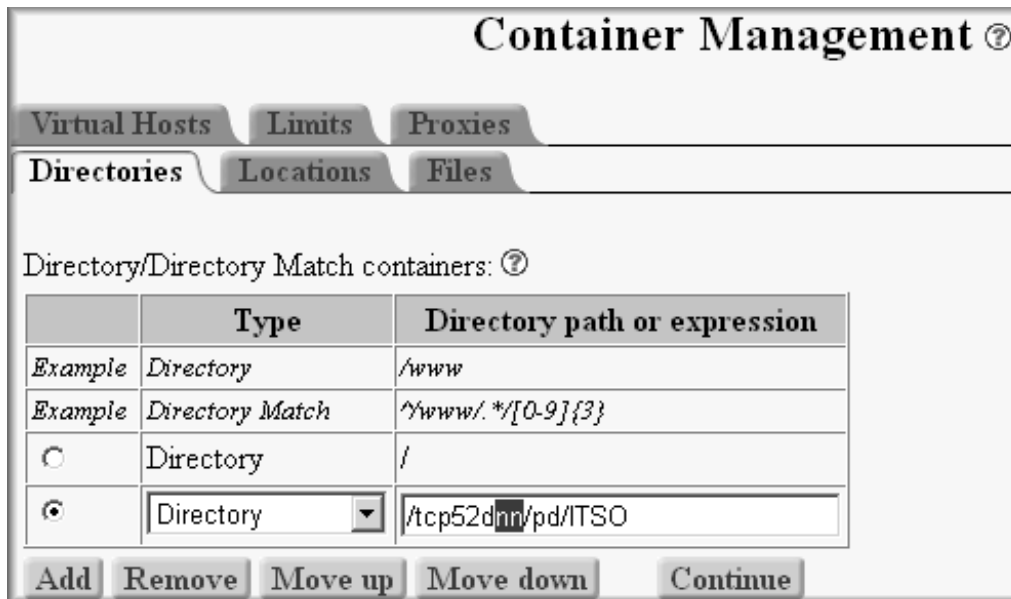 Container Management ?
Virtual Hosts Limits Proxies
Directories Locations Files
Directory/Directory Match containers: ?
Type Directory path or expression
Example Directory /www
Example Directory Match ^/www/.*/[0-9]{3}
Directory /
Directory /tcp52dnn/pd/ITSO
Add Remove Move up Move down Continue